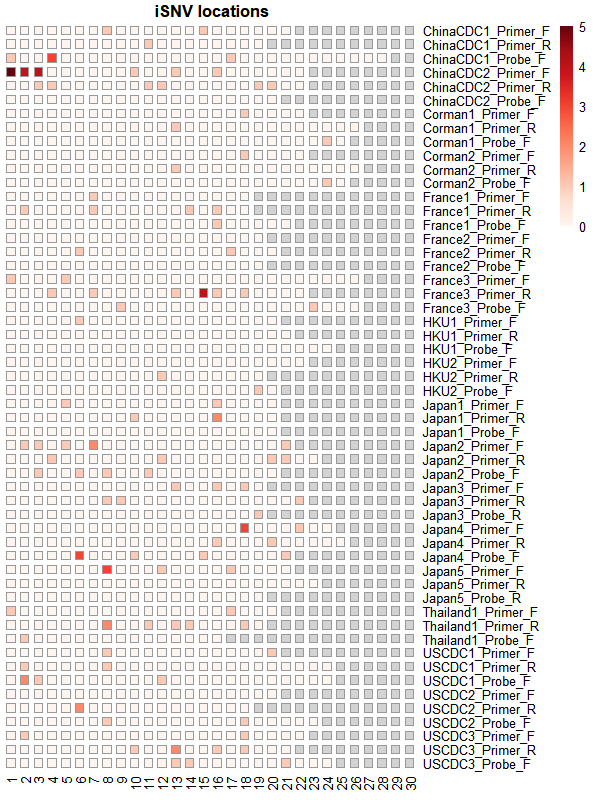 iSNV locations
ChinaCDC1_Primer_F
ChinaCDC1_Primer_R
ChinaCDC1_Probe_F
ChinaCDC2_Primer_F
ChinaCDC2_Primer_R
ChinaCDC2_Probe_F
Corman1_Primer_F
Corman1_Primer_R
Corman1_Probe_F
Corman2_Primer_F
Corman2_Primer_R
Corman2_Probe_F
France1_Primer_F
France1_Primer_R
France1_Probe_F
France2_Primer_F
France2_Primer_R
France2_Probe_F
France3_Primer_F
France3_Primer_R
France3_Probe_F
HKU1_Primer_F
HKU1_Primer_R
HKU1_Probe_F
HKU2_Primer_F
HKU2_Primer_R
HKU2_Probe_F
Japan1_Primer_F
Japan1_Primer_R
Japan1_Probe_F
Japan2_Primer_F
Japan2_Primer_R
Japan2_Probe_F
Japan3_Primer_F
Japan3_Primer_R
Japan3_Probe_R
Japan4_Primer_F
Japan4_Primer_R
Japan4_Probe_F
Japan5_Primer_F
Japan5_Primer_R
Japan5_Probe_R
Thailand1_Primer_F
Thailand1_Primer_R
Thailand1_Probe_F
USCDC1_Primer_F
USCDC1_Primer_R
USCDC1_Probe_F
USCDC2_Primer_F
USCDC2_Primer_R
USCDC2_Probe_F
USCDC3_Primer_F
USCDC3_Primer_R
USCDC3_Probe_F
1 2 3 4 5 6 7 8 9 10 11 12 13 14 15 16 17 18 19 20 21 22 23 24 25 26 27 28 29 30
5
4
3
2
1
0